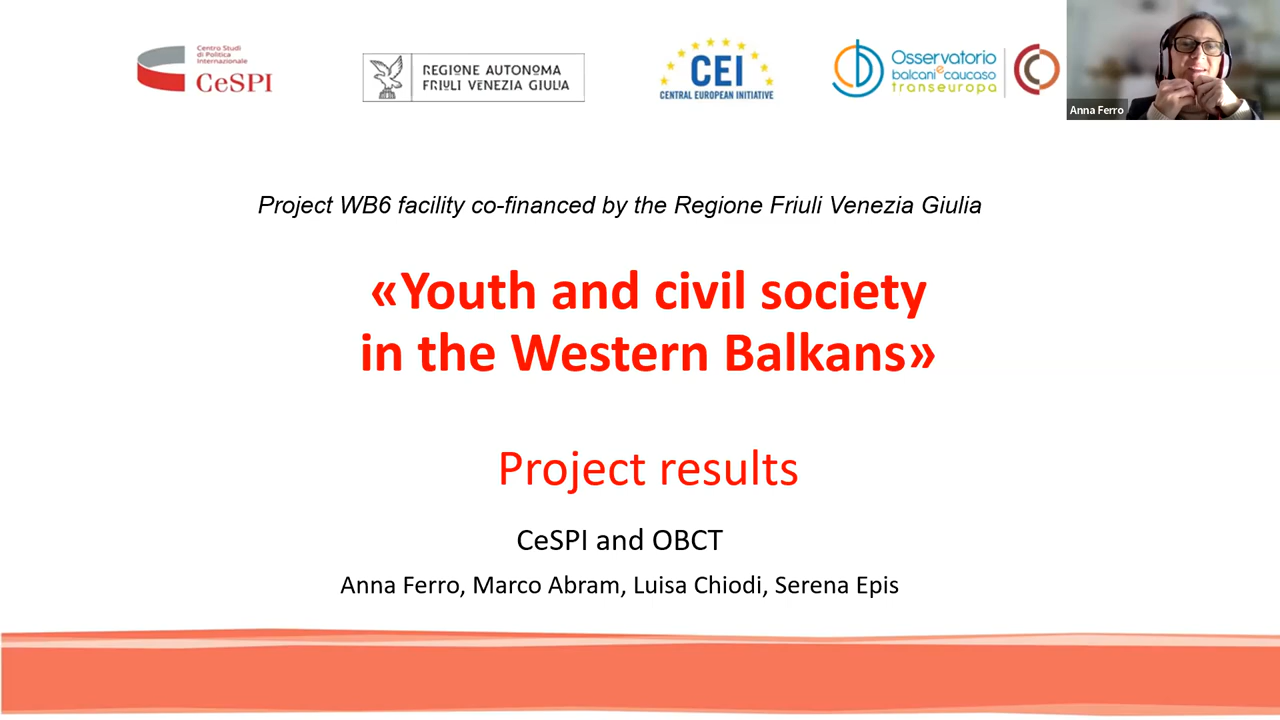 Centro Studi
di Politica
Internazionale
CeSPI
REGIONE AUTONOMA
FRIULI VENEZIA GIULIA
CEI
CENTRAL EUROPEAN INITIATIVE
Osservatorio
balcani e caucaso
transeuropa
Anna Ferro
Project WB6 facility co-financed by the Regione Friuli Venezia Giulia
«Youth and civil society
in the Western Balkans»
Project results
CeSPI and OBCT
Anna Ferro, Marco Abram, Luisa Chiodi, Serena Epis